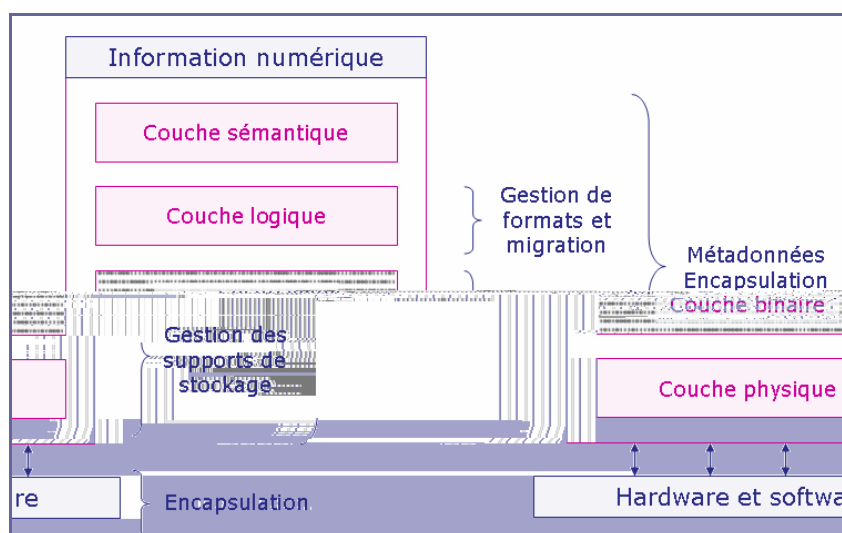 Information numérique
Couche sémantique
Couche logique
Gestion de
formats et
migration
Métadonnées
Encapsulation
Couche binaire
Gestion des
supports de
stockage
Couche physique
re
Encapsulation
Hardware et softwa